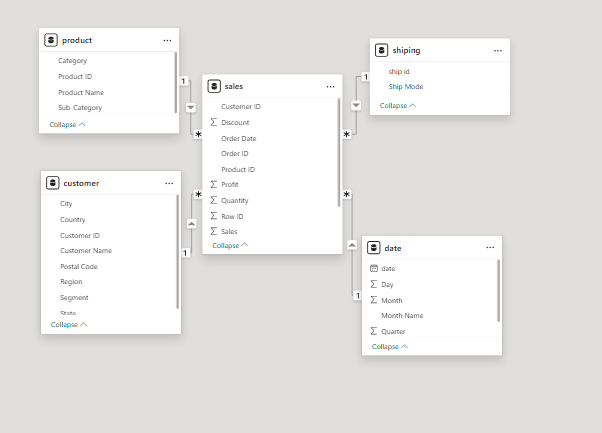 product
Category
Product ID
Product Name
Sub-Category
Collapse
1
*
sales
Customer ID
Discount
Order Date
Order ID
Product ID
Profit
Quantity
Row ID
Sales
Collapse
shiping
ship id
Ship Mode
Collapse
1
*
customer
City
Country
Customer ID
Customer Name
Postal Code
Region
Segment
State
Collapse
1
*
date
date
Day
Month
Month Name
Quarter
Collapse
1
*